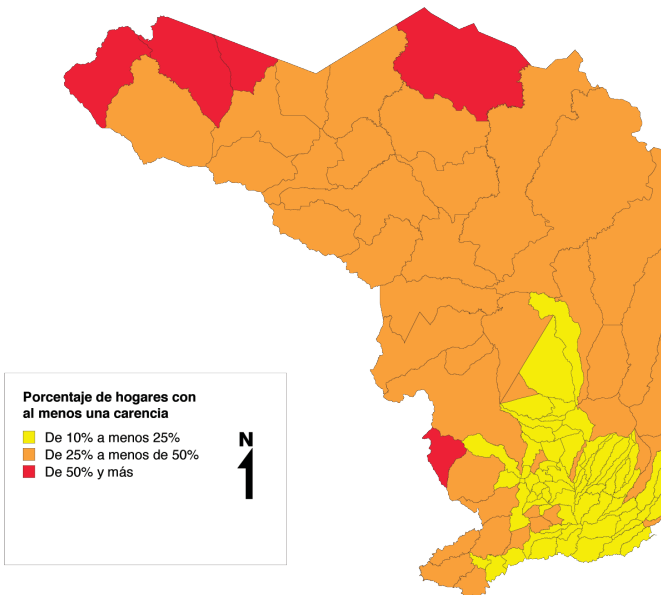 Porcentaje de hogares con
al menos una carencia
De 10% a menos 25%
De 25% a menos de 50%
De 50% y más
N